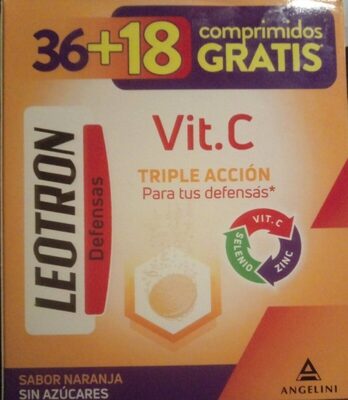 36+18 comprimidos
GRATIS
LEOTRON
Defensas
Vit.C
TRIPLE ACCIÓN
Para tus defensas*
VIT. C
SELENIO
ZINC
SABOR NARANJA
SIN AZÚCARES
ANGELINI